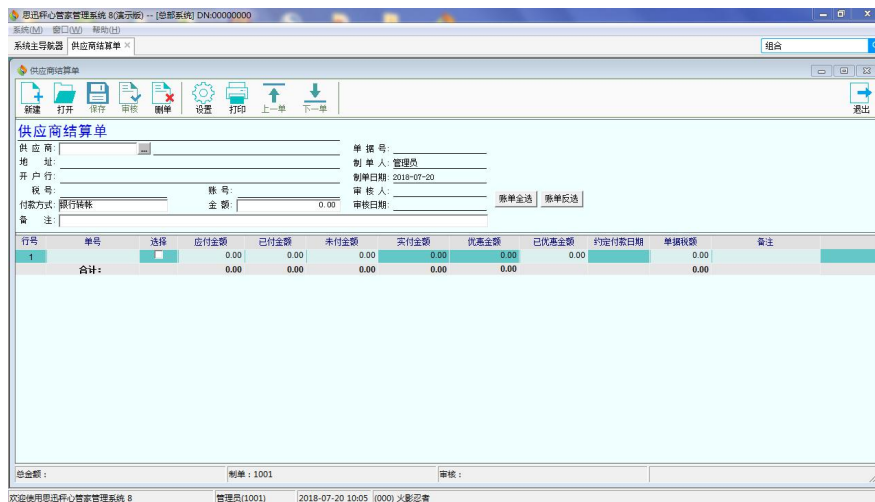 思迅秤心管家管理系统 8(演示版) -- [总部系统] DN:00000000
系统(M) 窗口(W) 帮助(H)
系统主导航器 供应商结算单 × 组合
供应商结算单
新建 打开 保存 审核 删单 设置 打印 上一单 下一单 退出
供应商结算单
供 应 商: ... 单 据 号:
地 址: 制 单 人: 管理员
开 户 行: 制单日期: 2018-07-20
税 号: 账 号: 审 核 人: 账单全选 账单反选
付款方式: 银行转帐 金 额: 0.00 审核日期:
备 注:
行号 单号 选择 应付金额 已付金额 未付金额 实付金额 优惠金额 已优惠金额 约定付款日期 单据税额 备注
1 0.00 0.00 0.00 0.00 0.00 0.00 0.00
合计: 0.00 0.00 0.00 0.00 0.00 0.00
总金额: 制单:1001 审核:
欢迎使用思迅秤心管家管理系统 8 管理员(1001) 2018-07-20 10:05 (000) 火影忍者